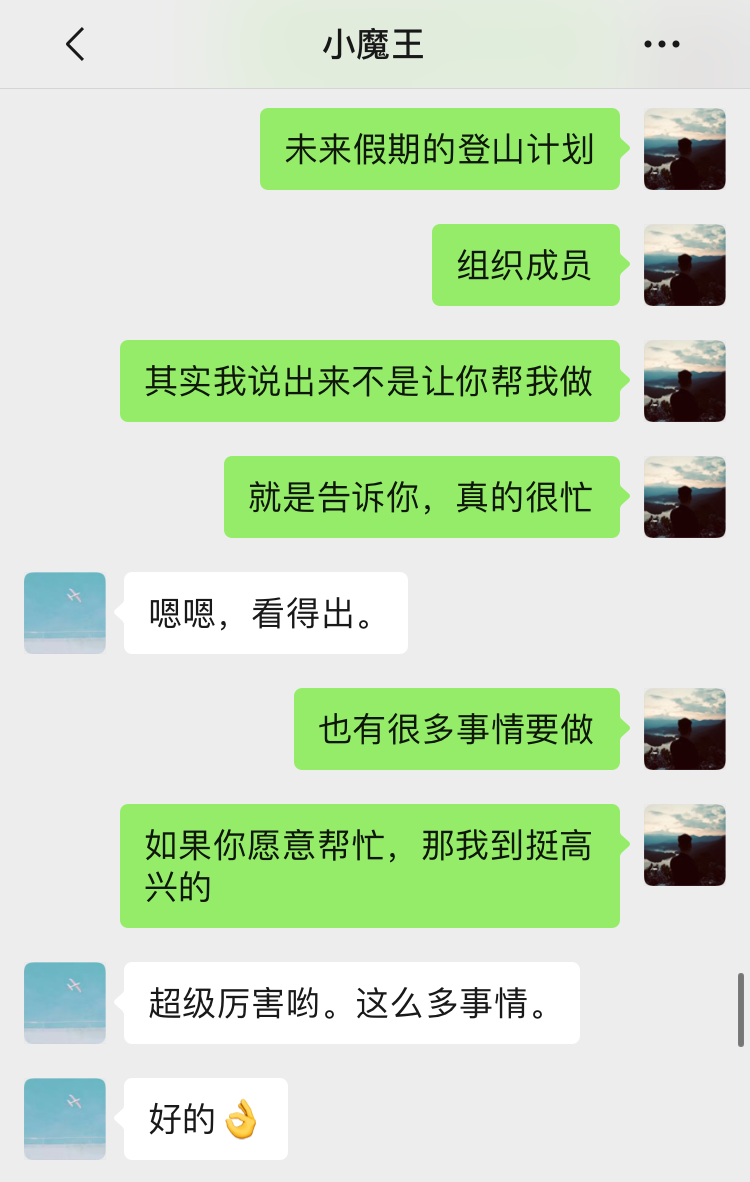 小魔王
未来假期的登山计划
组织成员
其实我说出来不是让你帮我做
就是告诉你，真的很忙
嗯嗯，看得出。
也有很多事情要做
如果你愿意帮忙，那我到挺高
兴的
超级厉害哟。这么多事情。
好的👌